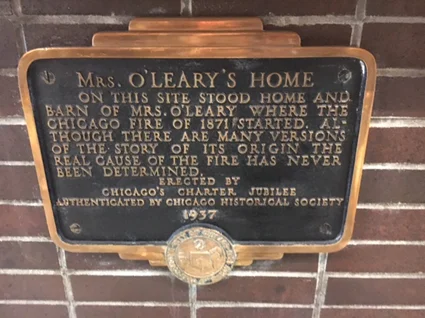 MRS. O'LEARY'S HOME
ON THIS SITE STOOD HOME AND
BARN OF MRS. O'LEARY WHERE THE
CHICAGO FIRE OF 1871 STARTED. AL-
THOUGH THERE ARE MANY VERSIONS
OF THE STORY OF ITS ORIGIN THE
REAL CAUSE OF THE FIRE HAS NEVER
BEEN DETERMINED.
ERECTED BY
CHICAGO'S CHARTER JUBILEE
AUTHENTICATED BY CHICAGO HISTORICAL SOCIETY
1937